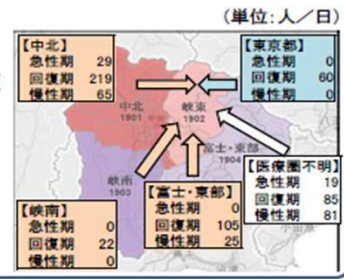 （単位：人／日）
【中北】
急性期 29
回復期 219
慢性期 65
【東京都】
急性期 0
回復期 60
慢性期 0
中北
1901
峡東
1902
富士・東部
1904
峡南
1903
【医療圏不明】
急性期 19
回復期 85
慢性期 81
【富士・東部】
急性期 0
回復期 105
慢性期 25
【峡南】
急性期 0
回復期 22
慢性期 0